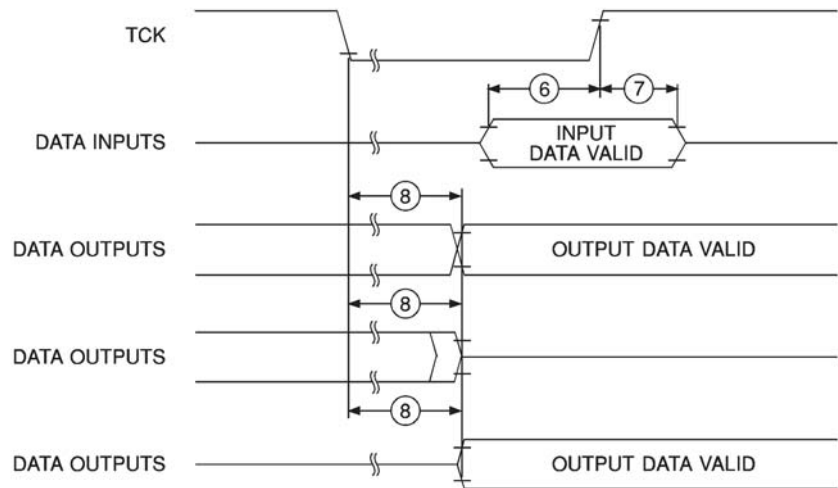 TCK
6
7
DATA INPUTS
INPUT
DATA VALID
8
DATA OUTPUTS
OUTPUT DATA VALID
8
DATA OUTPUTS
8
DATA OUTPUTS
OUTPUT DATA VALID